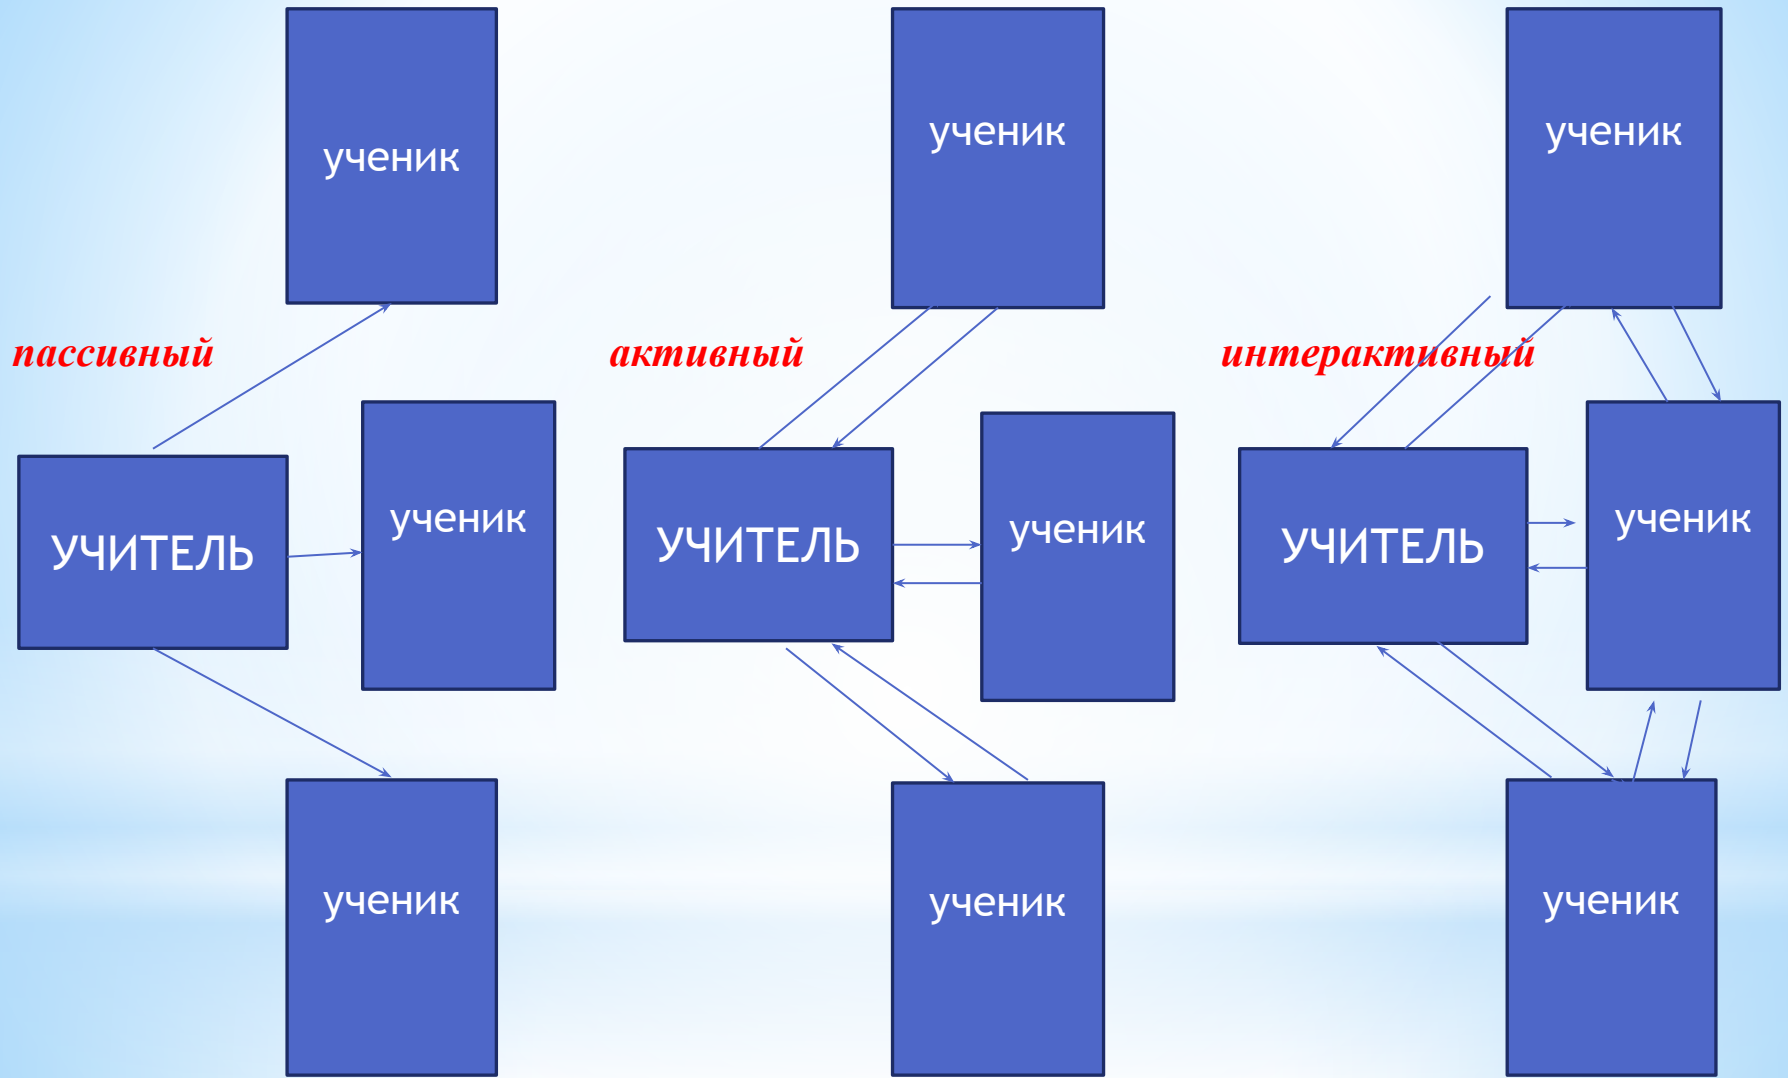 ученик
пассивный
ученик
УЧИТЕЛЬ
ученик
ученик
активный
ученик
УЧИТЕЛЬ
ученик
ученик
интерактивный
ученик
УЧИТЕЛЬ
ученик